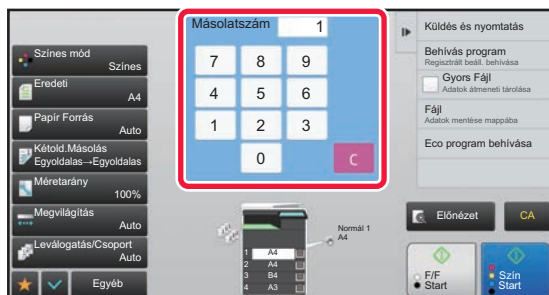 Színes mód
Színes
Eredeti
A4
Papír Forrás
Auto
Kétold.Másolás
Egyoldalas→Egyoldalas
Méretarány
100%
Megvilágítás
Auto
Leválogatás/Csoport
Auto
Egyéb
Másolatszám 1
7 8 9
4 5 6
1 2 3
0 C
Normál 1
A4
1 A4
2 A4
3 B4
4 A3
Küldés és nyomtatás
Behívás program
Regisztrált beáll. behívása
Gyors Fájl
Adatok átmeneti tárolása
Fájl
Adatok mentése mappába
Eco program behívása
Előnézet
CA
F/F
Start
Szín
Start